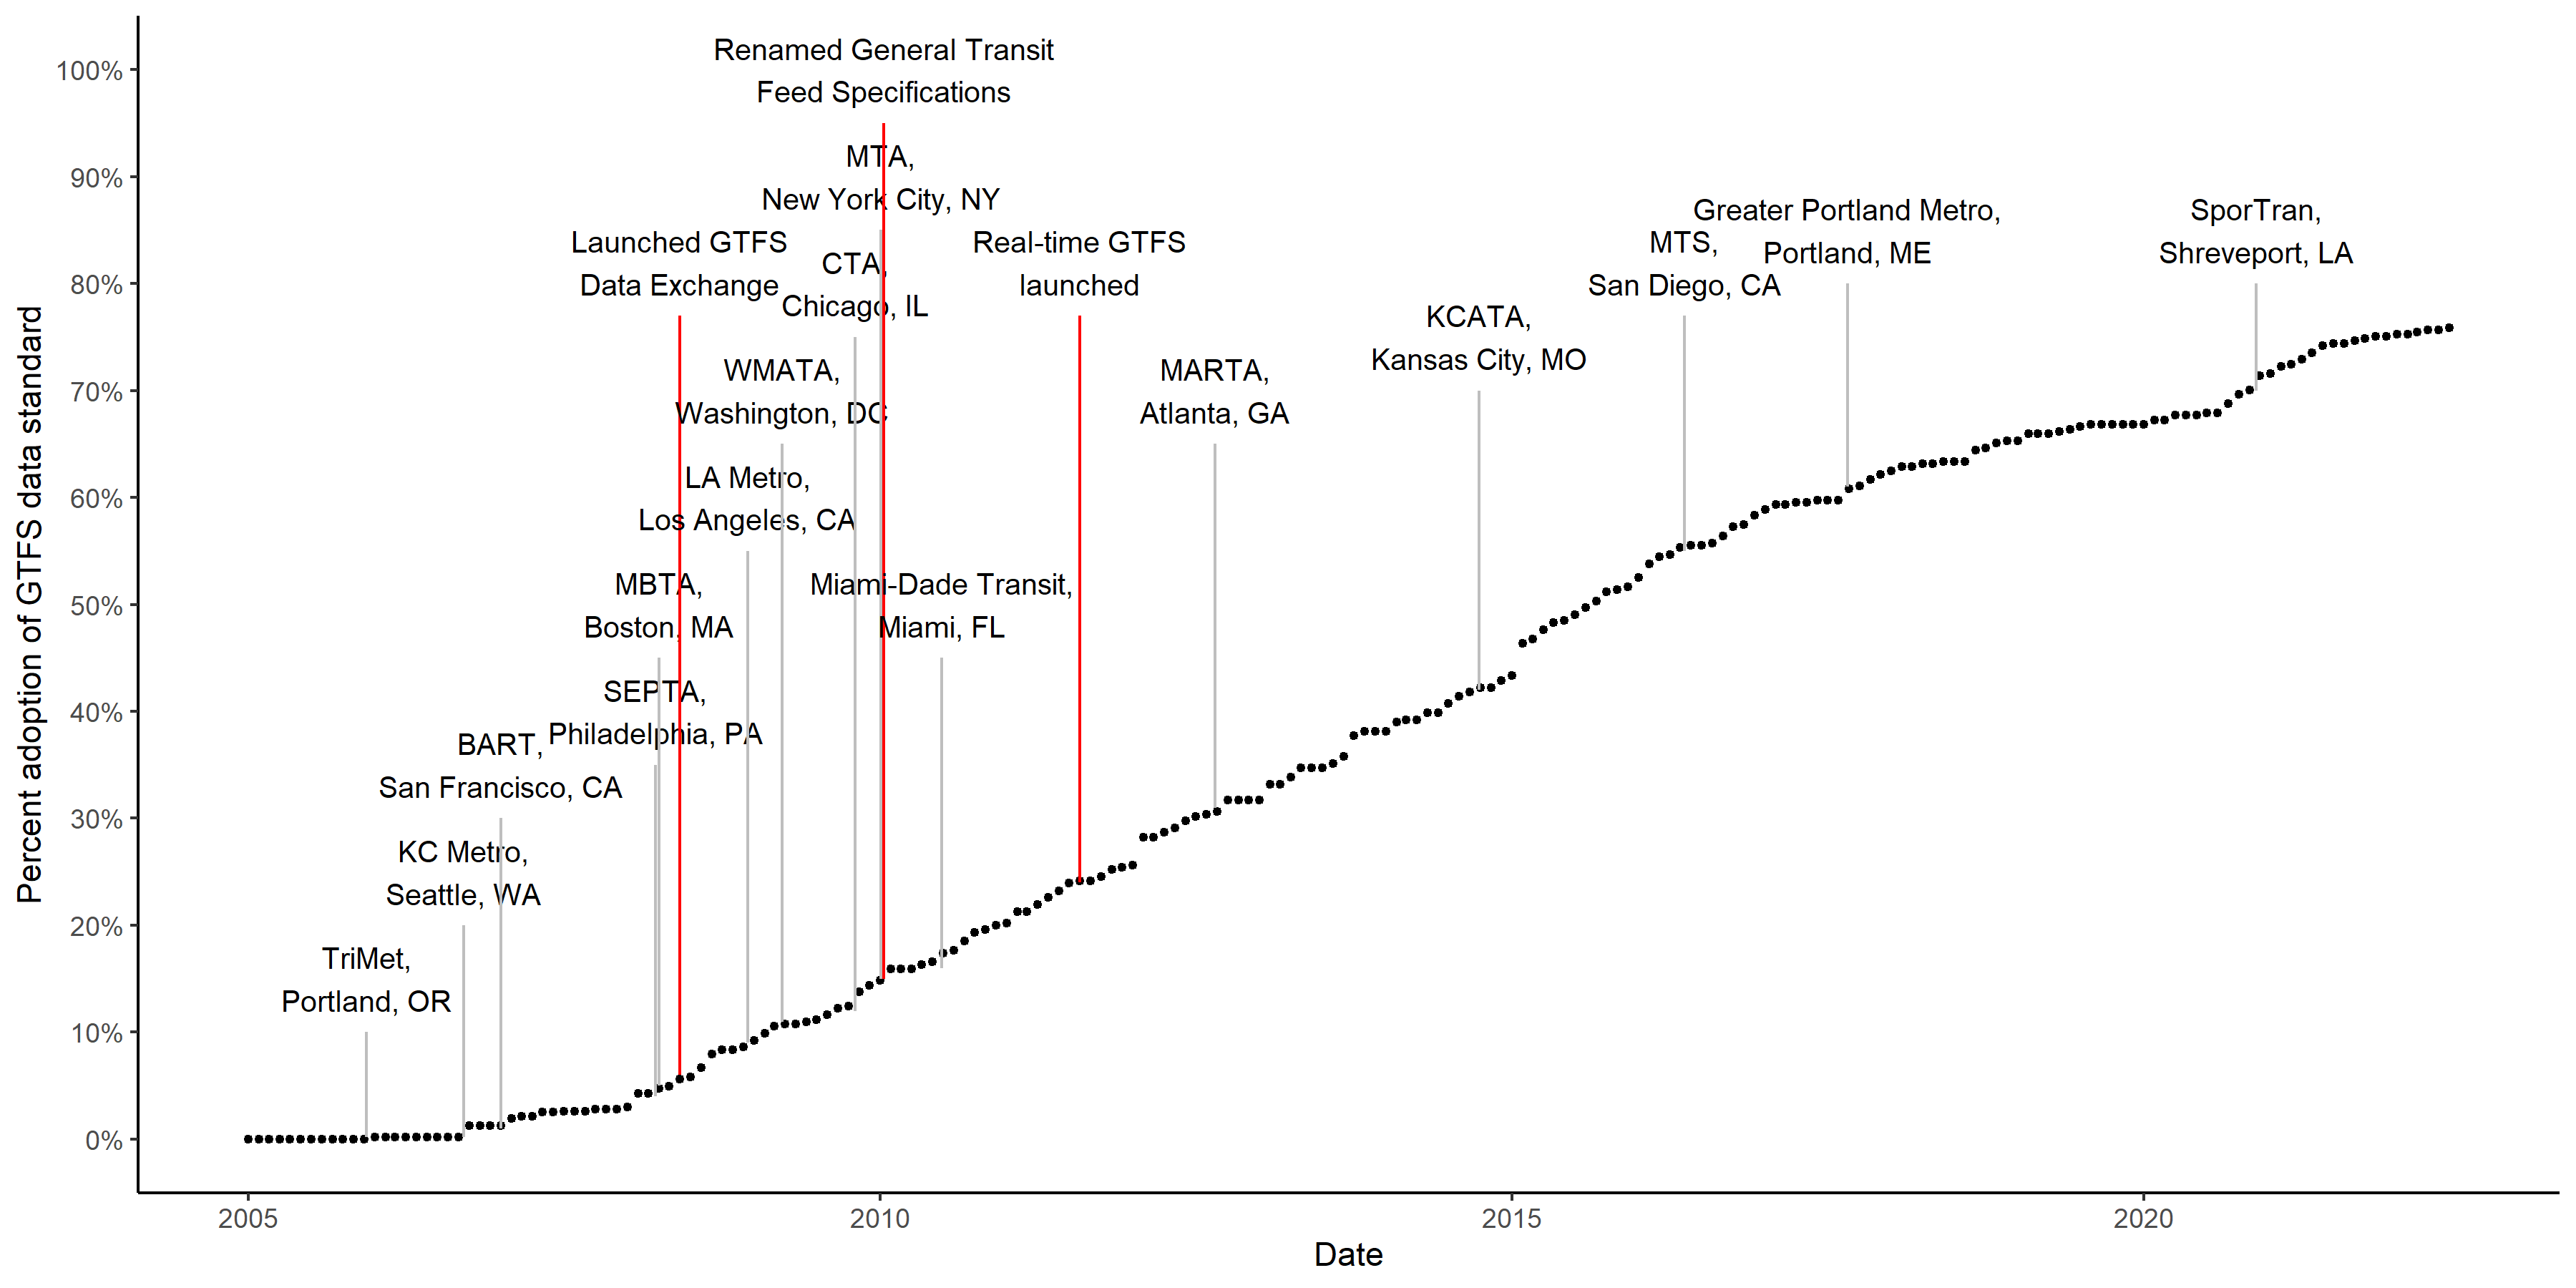 Renamed General Transit
Feed Specifications
MTA,
New York City, NY
Launched GTFS
Data Exchange
CTA,
Chicago, IL
Real-time GTFS
launched
Greater Portland Metro,
Portland, ME
MTS,
San Diego, CA
SporTran,
Shreveport, LA
KCATA,
Kansas City, MO
WMATA,
Washington, DC
MARTA,
Atlanta, GA
LA Metro,
Los Angeles, CA
MBTA,
Boston, MA
Miami-Dade Transit,
Miami, FL
SEPTA,
Philadelphia, PA
BART,
San Francisco, CA
KC Metro,
Seattle, WA
TriMet,
Portland, OR
Percent adoption of GTFS data standard
100%
90%
80%
70%
60%
50%
40%
30%
20%
10%
0%
2005
2010
2015
2020
Date